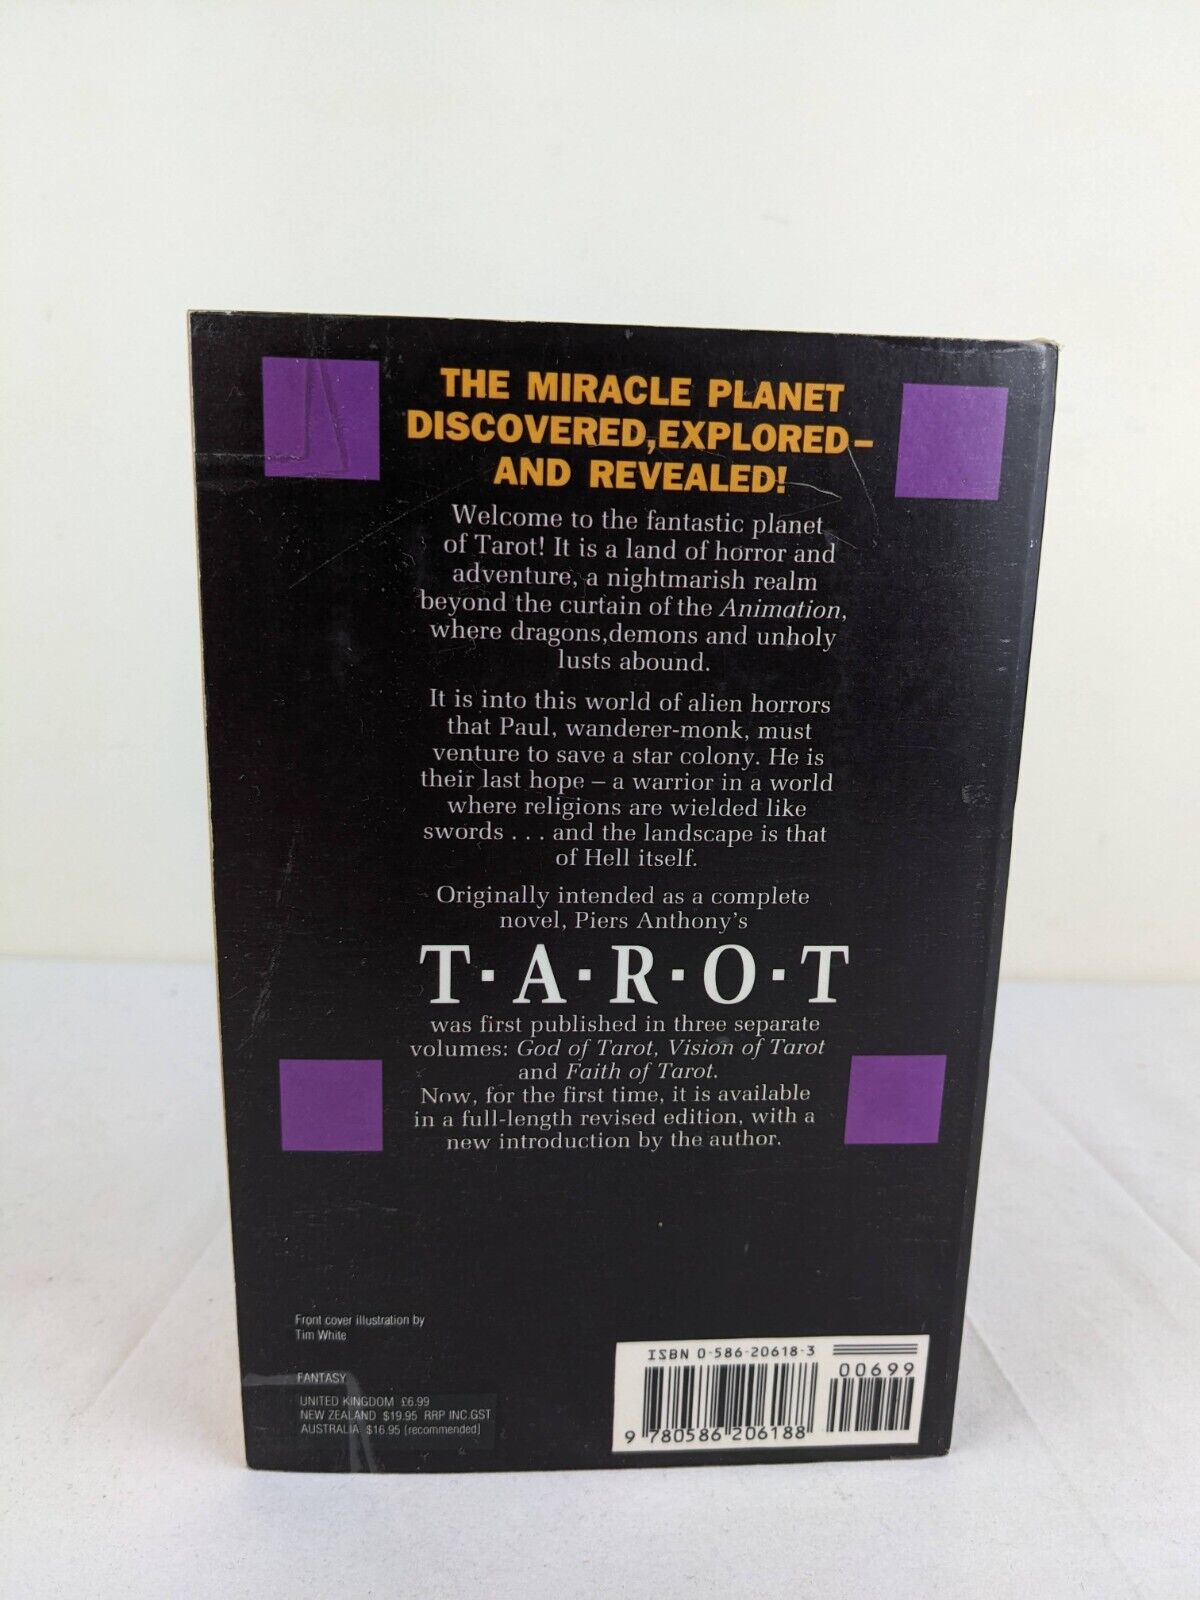 THE MIRACLE PLANET
DISCOVERED,EXPLORED–
AND REVEALED!
Welcome to the fantastic planet
of Tarot! It is a land of horror and
adventure, a nightmarish realm
beyond the curtain of the Animation,
where dragons,demons and unholy
lusts abound.
It is into this world of alien horrors
that Paul, wanderer-monk, must
venture to save a star colony. He is
their last hope – a warrior in a world
where religions are wielded like
swords . . . and the landscape is that
of Hell itself.
Originally intended as a complete
novel, Piers Anthony's
T·A·R·O·T
was first published in three separate
volumes: God of Tarot, Vision of Tarot
and Faith of Tarot.
Now, for the first time, it is available
in a full-length revised edition, with a
new introduction by the author.
Front cover illustration by
Tim White
FANTASY
UNITED KINGDOM £6.99
NEW ZEALAND $19.95 RRP INC.GST
AUSTRALIA $16.95 (recommended)
ISBN 0-586-20618-3
00699
9 780586 206188